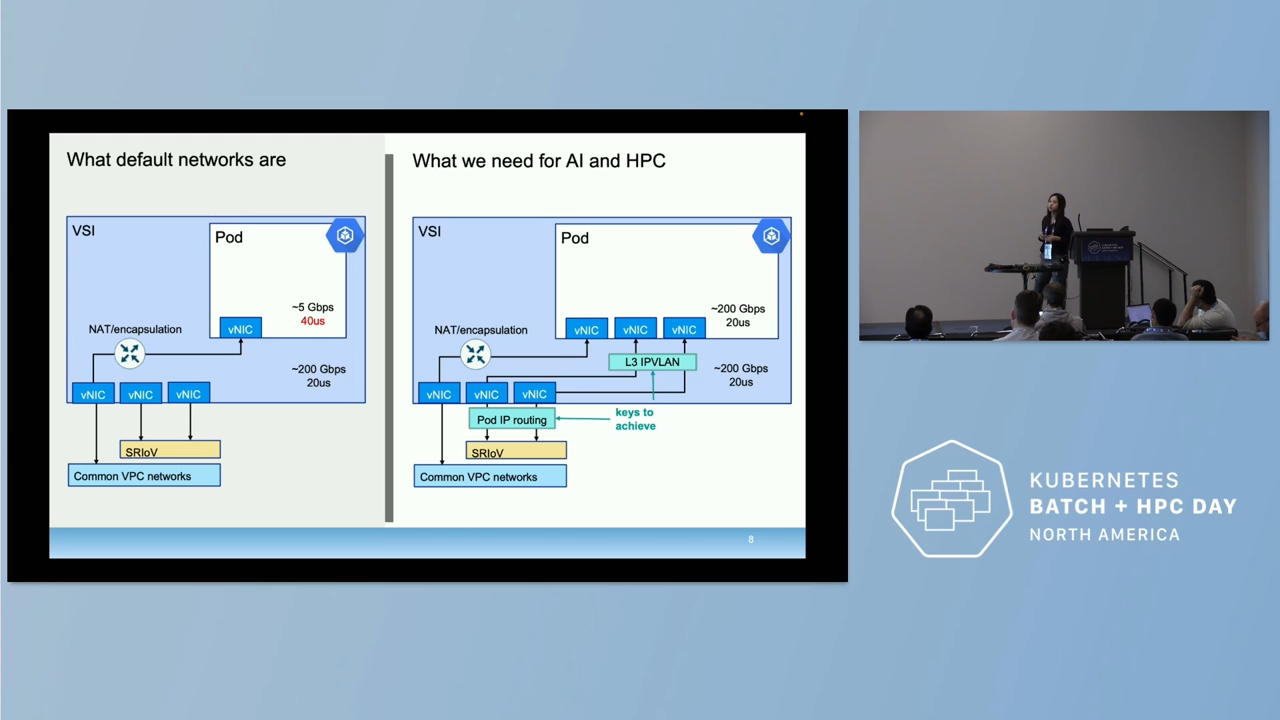 What default networks are
VSI
Pod
~5 Gbps
40us
vNIC
NAT/encapsulation
~200 Gbps
20us
vNIC
vNIC
vNIC
SRIoV
Common VPC networks
What we need for AI and HPC
VSI
Pod
~200 Gbps
20us
vNIC
vNIC
vNIC
NAT/encapsulation
L3 IPVLAN
~200 Gbps
20us
vNIC
vNIC
vNIC
Pod IP routing
keys to
achieve
SRIoV
Common VPC networks
8
KUBERNETES
BATCH + HPC DAY
NORTH AMERICA